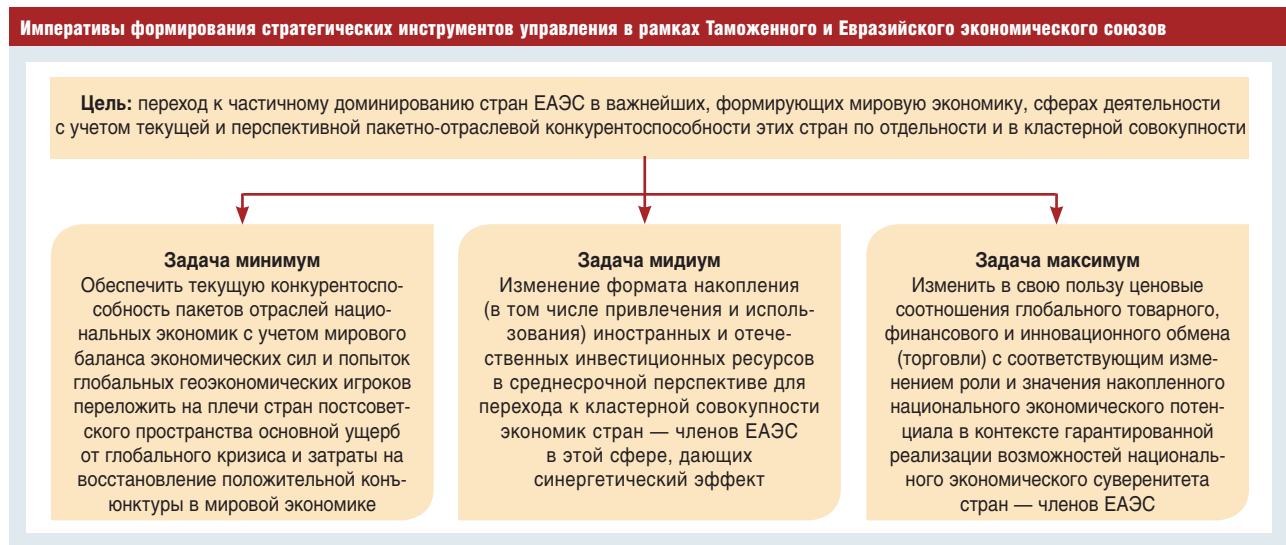 Императивы формирования стратегических инструментов управления в рамках Таможенного и Евразийского экономического союзов
Цель: переход к частичному доминированию стран ЕАЭС в важнейших, формирующих мировую экономику, сферах деятельности
с учетом текущей и перспективной пакетно-отраслевой конкурентоспособности этих стран по отдельности и в кластерной совокупности
Задача минимум
Обеспечить текущую конкурентоспо-
собность пакетов отраслей нацио-
нальных экономик с учетом мирового
баланса экономических сил и попыток
глобальных геоэкономических игроков
переложить на плечи стран постсовет-
ского пространства основной ущерб
от глобального кризиса и затраты на
восстановление положительной конъ-
юнктуры в мировой экономике
Задача мидиум
Изменение формата накопления
(в том числе привлечения и исполь-
зования) иностранных и отече-
ственных инвестиционных ресурсов
в среднесрочной перспективе для
перехода к кластерной совокупности
экономик стран — членов ЕАЭС
в этой сфере, дающих
синергетический эффект
Задача максимум
Изменить в свою пользу ценовые
соотношения глобального товарного,
финансового и инновационного обмена
(торговли) с соответствующим изме-
нением роли и значения накопленного
национального экономического потен-
циала в контексте гарантированной
реализации возможностей националь-
ного экономического суверенитета
стран — членов ЕАЭС